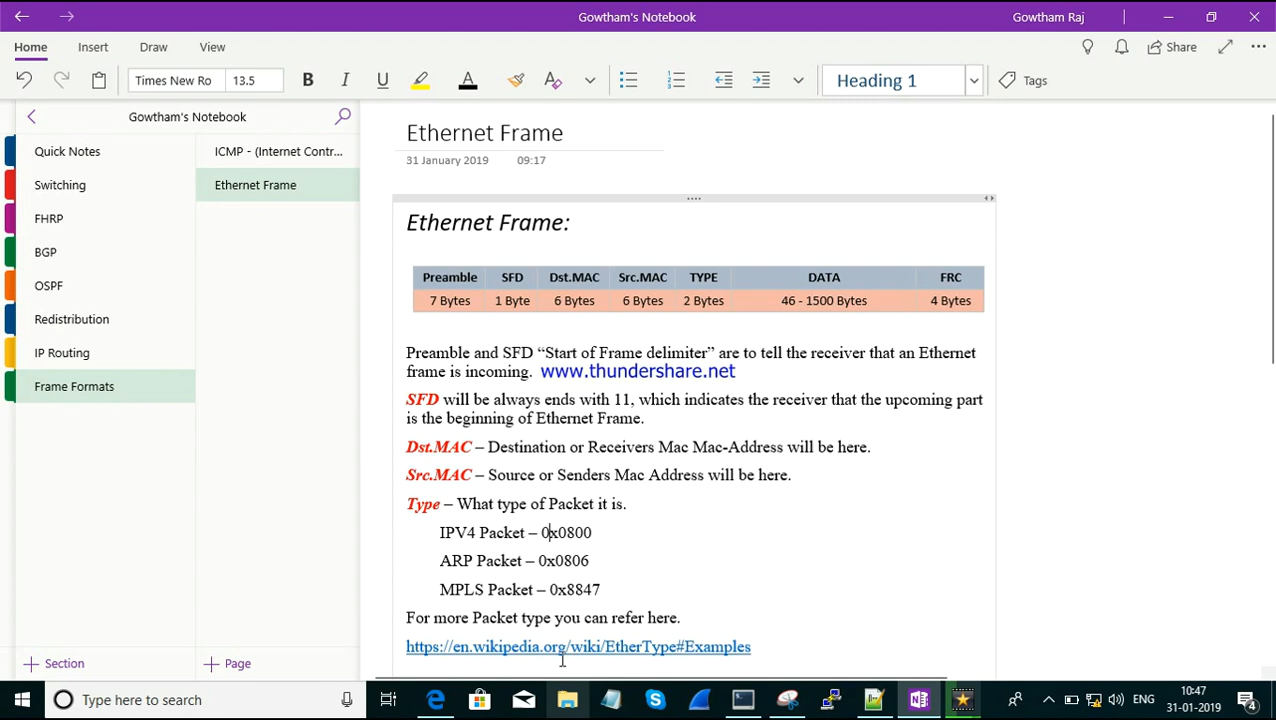 Gowtham's Notebook
Gowtham Raj
Home Insert Draw View
Share
Times New Ro 13.5 B I U A A Heading 1 Tags
Gowtham's Notebook
Quick Notes
Switching
FHRP
BGP
OSPF
Redistribution
IP Routing
Frame Formats
Section
ICMP - (Internet Contr...
Ethernet Frame
Page
Ethernet Frame
31 January 2019 09:17
Ethernet Frame:
Preamble SFD Dst.MAC Src.MAC TYPE DATA FRC
7 Bytes 1 Byte 6 Bytes 6 Bytes 2 Bytes 46 - 1500 Bytes 4 Bytes
Preamble and SFD “Start of Frame delimiter” are to tell the receiver that an Ethernet
frame is incoming. www.thundershare.net
SFD will be always ends with 11, which indicates the receiver that the upcoming part
is the beginning of Ethernet Frame.
Dst.MAC – Destination or Receivers Mac Mac-Address will be here.
Src.MAC – Source or Senders Mac Address will be here.
Type – What type of Packet it is.
IPV4 Packet – 0x0800
ARP Packet – 0x0806
MPLS Packet – 0x8847
For more Packet type you can refer here.
https://en.wikipedia.org/wiki/EtherType#Examples
Type here to search
ENG
10:47
31-01-2019
4